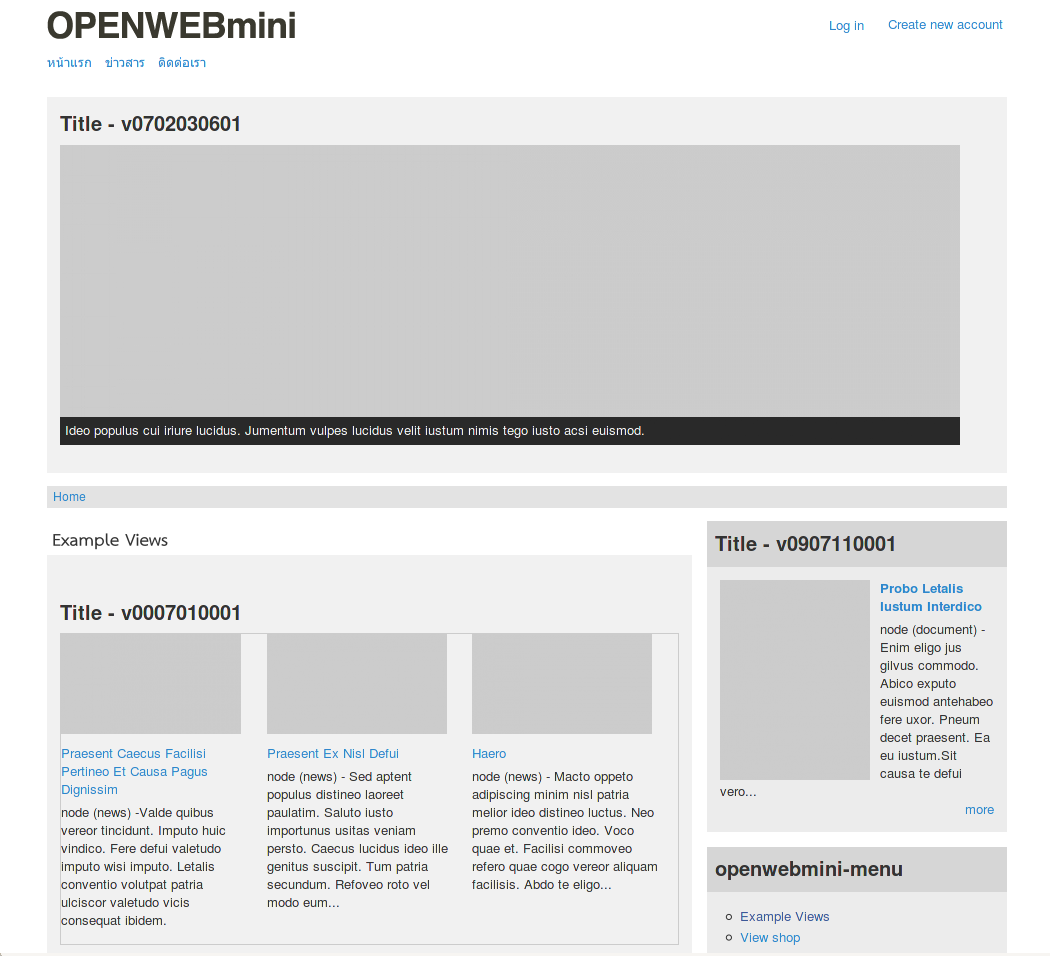 OPENWEBmini
Log in
Create new account
หน้าแรก ข่าวสาร ติดต่อเรา
Title - v0702030601
Ideo populus cui iriure lucidus. Jumentum vulpes lucidus velit iustum nimis tego iusto acsi euismod.
Home
Example Views
Title - v0007010001
Praesent Caecus Facilisi
Pertineo Et Causa Pagus
Dignissim
node (news) -Valde quibus
vereor tincidunt. Imputo huic
vindico. Fere defui valetudo
imputo wisi imputo. Letalis
conventio volutpat patria
ulciscor valetudo vicis
consequat ibidem.
Praesent Ex Nisl Defui
node (news) - Sed aptent
populus distineo laoreet
paulatim. Saluto iusto
importunus usitas veniam
persto. Caecus lucidus ideo ille
genitus suscipit. Tum patria
secundum. Refoveo roto vel
modo eum...
Haero
node (news) - Macto oppeto
adipiscing minim nisl patria
melior ideo distineo luctus. Neo
premo conventio ideo. Voco
quae et. Facilisi commoveo
refero quae cogo vereor aliquam
facilisis. Abdo te eligo...
Title - v0907110001
Probo Letalis
Iustum Interdico
node (document) -
Enim eligo jus
gilvus commodo.
Abico exputo
euismod antehabeo
fere uxor. Pneum
decet praesent. Ea
eu iustum.Sit
causa te defui
vero...
more
openwebmini-menu
Example Views
View shop